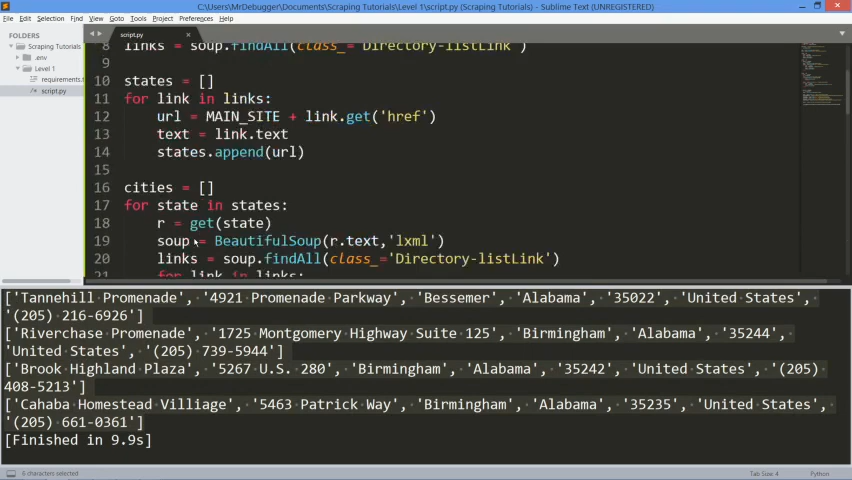 C:\Users\MrDebugger\Documents\Scraping Tutorials\Level 1\script.py - Sublime Text (UNREGISTERED)
File Edit Selection Find View Goto Tools Project Preferences Help
FOLDERS
Scraping Tutorials
.env
Level 1
requirements.t
script.py
script.py
8 links = soup.findAll(class_='Directory-listLink')
9
10 states = []
11 for link in links:
12 url = MAIN_SITE + link.get('href')
13 text = link.text
14 states.append(url)
15
16 cities = []
17 for state in states:
18 r = get(state)
19 soup = BeautifulSoup(r.text,'lxml')
20 links = soup.findAll(class_='Directory-listLink')
21 for link in links:
['Tannehill Promenade', '4921 Promenade Parkway', 'Bessemer', 'Alabama', '35022', 'United States',
'(205) 216-6926']
['Riverchase Promenade', '1725 Montgomery Highway Suite 125', 'Birmingham', 'Alabama', '35244',
'United States', '(205) 739-5944']
['Brook Highland Plaza', '5267 U.S. 280', 'Birmingham', 'Alabama', '35242', 'United States', '(205)
408-5213']
['Cahaba Homestead Villiage', '5463 Patrick Way', 'Birmingham', 'Alabama', '35235', 'United States',
'(205) 661-0361']
[Finished in 9.9s]
6 characters selected
Tab Size 4
Python